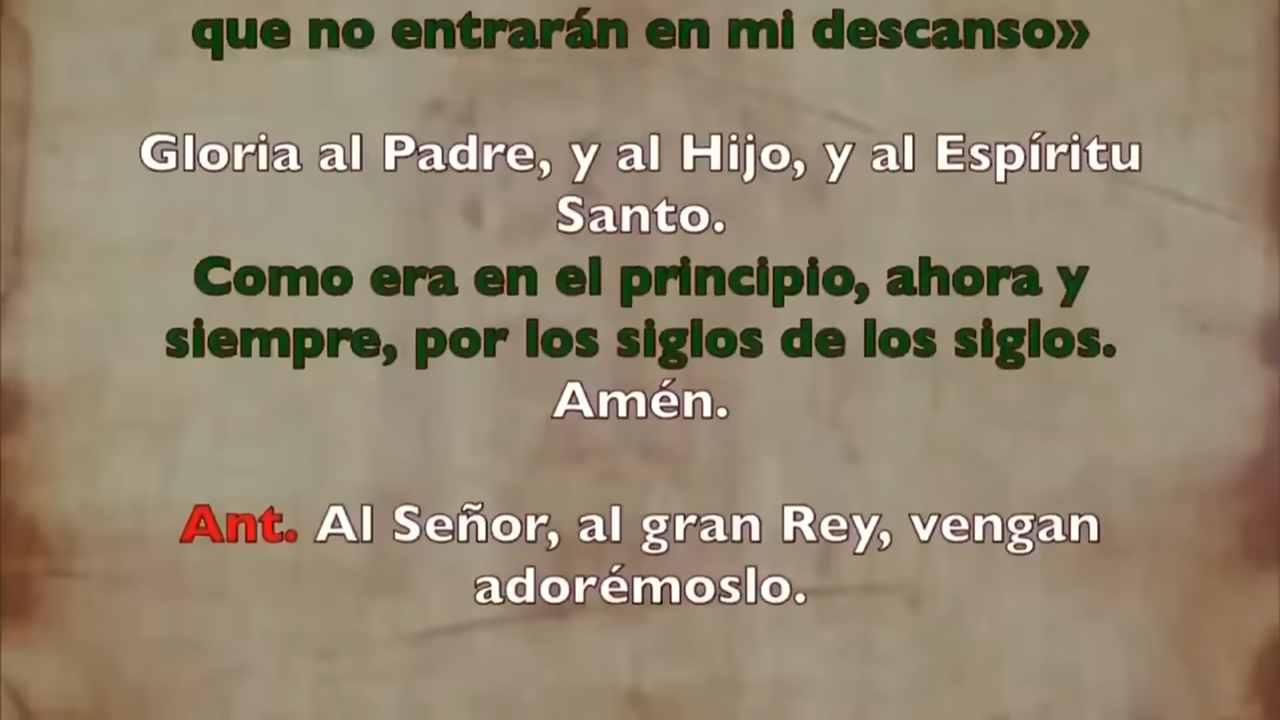 que no entrarán en mi descanso»
Gloria al Padre, y al Hijo, y al Espíritu
Santo.
Como era en el principio, ahora y
siempre, por los siglos de los siglos.
Amén.
Ant. Al Señor, al gran Rey, vengan
adorémoslo.